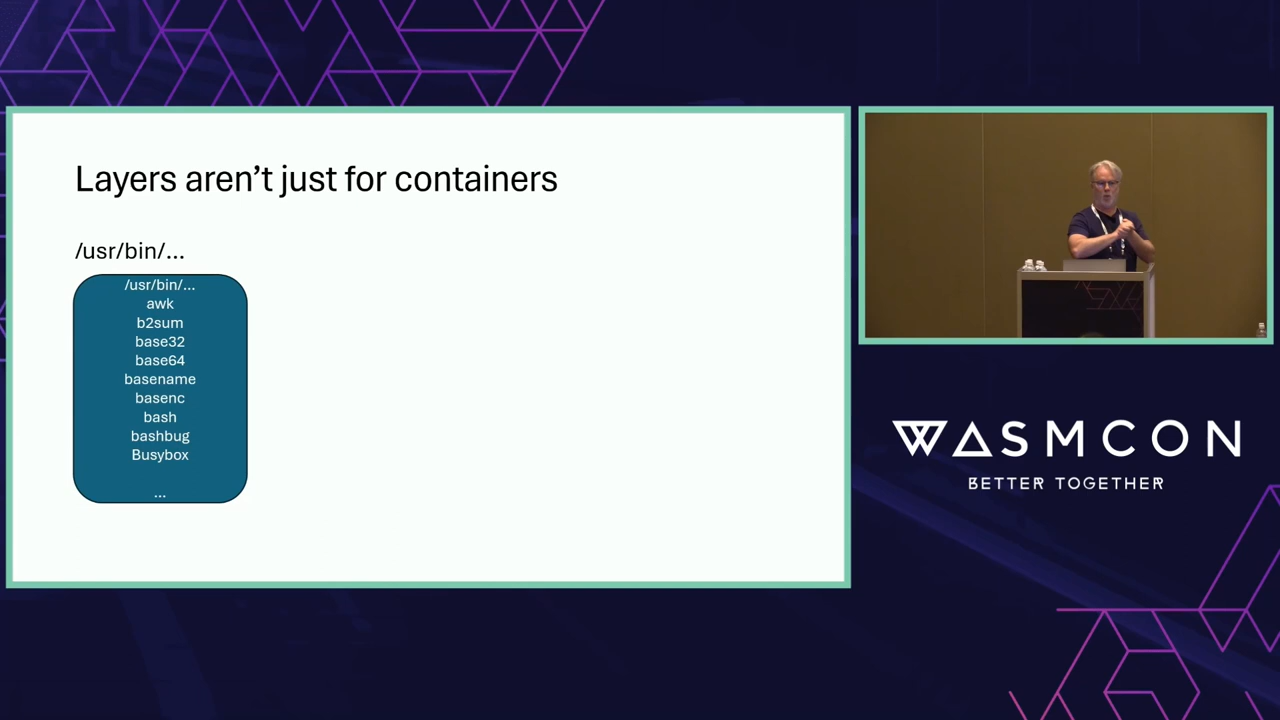 Layers aren't just for containers
/usr/bin/...
/usr/bin/...
awk
b2sum
base32
base64
basename
basenc
bash
bashbug
Busybox
...
WASMCON
BETTER TOGETHER